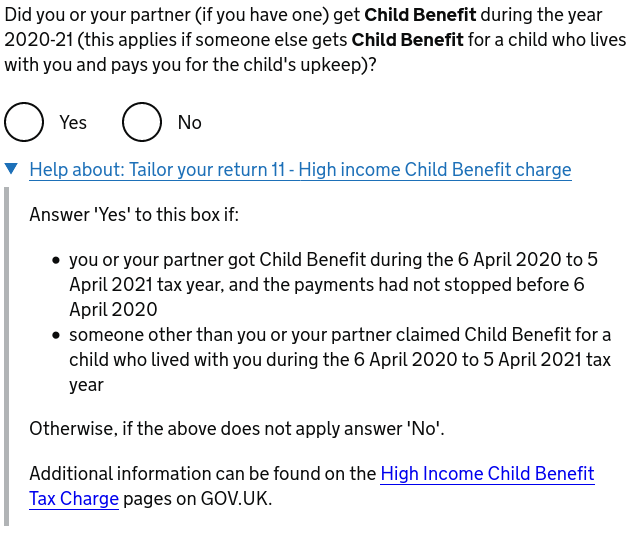 Did you or your partner (if you have one) get Child Benefit during the year
2020-21 (this applies if someone else gets Child Benefit for a child who lives
with you and pays you for the child's upkeep)?
Yes No
Help about: Tailor your return 11 - High income Child Benefit charge
Answer 'Yes' to this box if:
• you or your partner got Child Benefit during the 6 April 2020 to 5
April 2021 tax year, and the payments had not stopped before 6
April 2020
• someone other than you or your partner claimed Child Benefit for a
child who lived with you during the 6 April 2020 to 5 April 2021 tax
year
Otherwise, if the above does not apply answer 'No'.
Additional information can be found on the High Income Child Benefit
Tax Charge pages on GOV.UK.